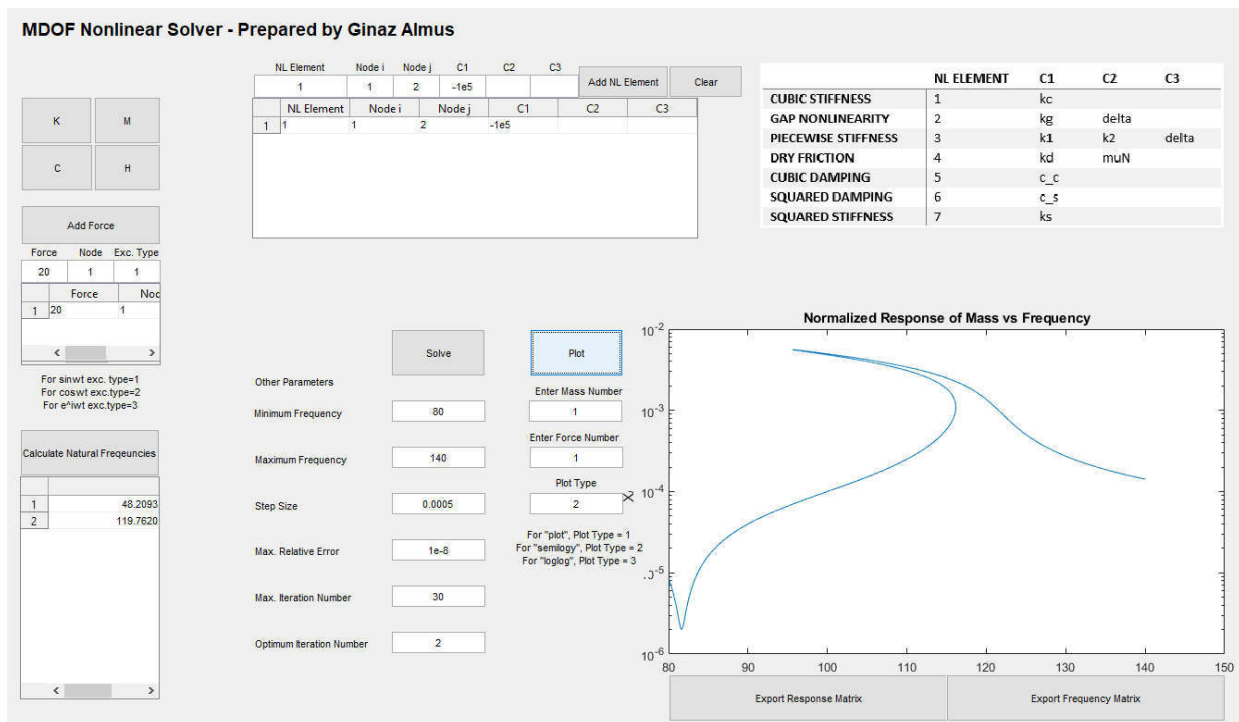 MDOF Nonlinear Solver - Prepared by Ginaz Almus
NL Element Node i Node j C1 C2 C3
1 1 2 -1e5 Add NL Element Clear
NL Element Node i Node j C1 C2 C3
1 1 1 2 -1e5
NL ELEMENT C1 C2 C3
CUBIC STIFFNESS 1 kc
GAP NONLINEARITY 2 kg delta
PIECEWISE STIFFNESS 3 k1 k2 delta
DRY FRICTION 4 kd muN
CUBIC DAMPING 5 c_c
SQUARED DAMPING 6 c_s
SQUARED STIFFNESS 7 ks
K M
C H
Add Force
Force Node Exc. Type
20 1 1
Force Noc
1 20 1
For sinwt exc. type=1
For coswt exc.type=2
For e^iwt exc.type=3
Calculate Natural Freqeuncies
1 48.2093
2 119.7620
Solve Plot
Other Parameters
Minimum Frequency 80
Maximum Frequency 140
Step Size 0.0005
Max. Relative Error 1e-8
Max. Iteration Number 30
Optimum Iteration Number 2
Enter Mass Number
1
Enter Force Number
1
Plot Type
2
For "plot", Plot Type = 1
For "semilogy", Plot Type = 2
For "loglog", Plot Type = 3
Normalized Response of Mass vs Frequency
10-2
10-3
10-4
10-6
80 90 100 110 120 130 140 150
Export Response Matrix Export Frequency Matrix